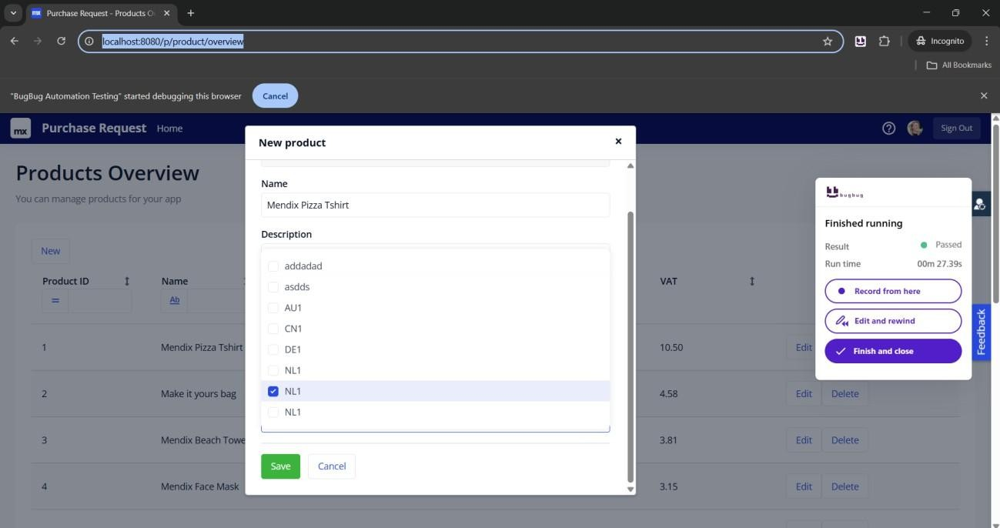 mx Purchase Request - Products O
localhost:8080/p/product/overview
Incognito
All Bookmarks
"BugBug Automation Testing" started debugging this browser
Cancel
mx Purchase Request Home
Sign Out
Products Overview
You can manage products for your app
New
Product ID
Name
VAT
=
Ab
1
Mendix Pizza Tshirt
10.50
Edit
2
Make it yours bag
4.58
Edit
Delete
3
Mendix Beach Towe
3.81
Edit
Delete
4
Mendix Face Mask
3.15
Edit
Delete
New product
Name
Mendix Pizza Tshirt
Description
addadad
asdds
AU1
CN1
DE1
NL1
NL1
NL1
Save
Cancel
bugbug
Finished running
Result
Passed
Run time
00m 27.39s
Record from here
Edit and rewind
Finish and close
Feedback